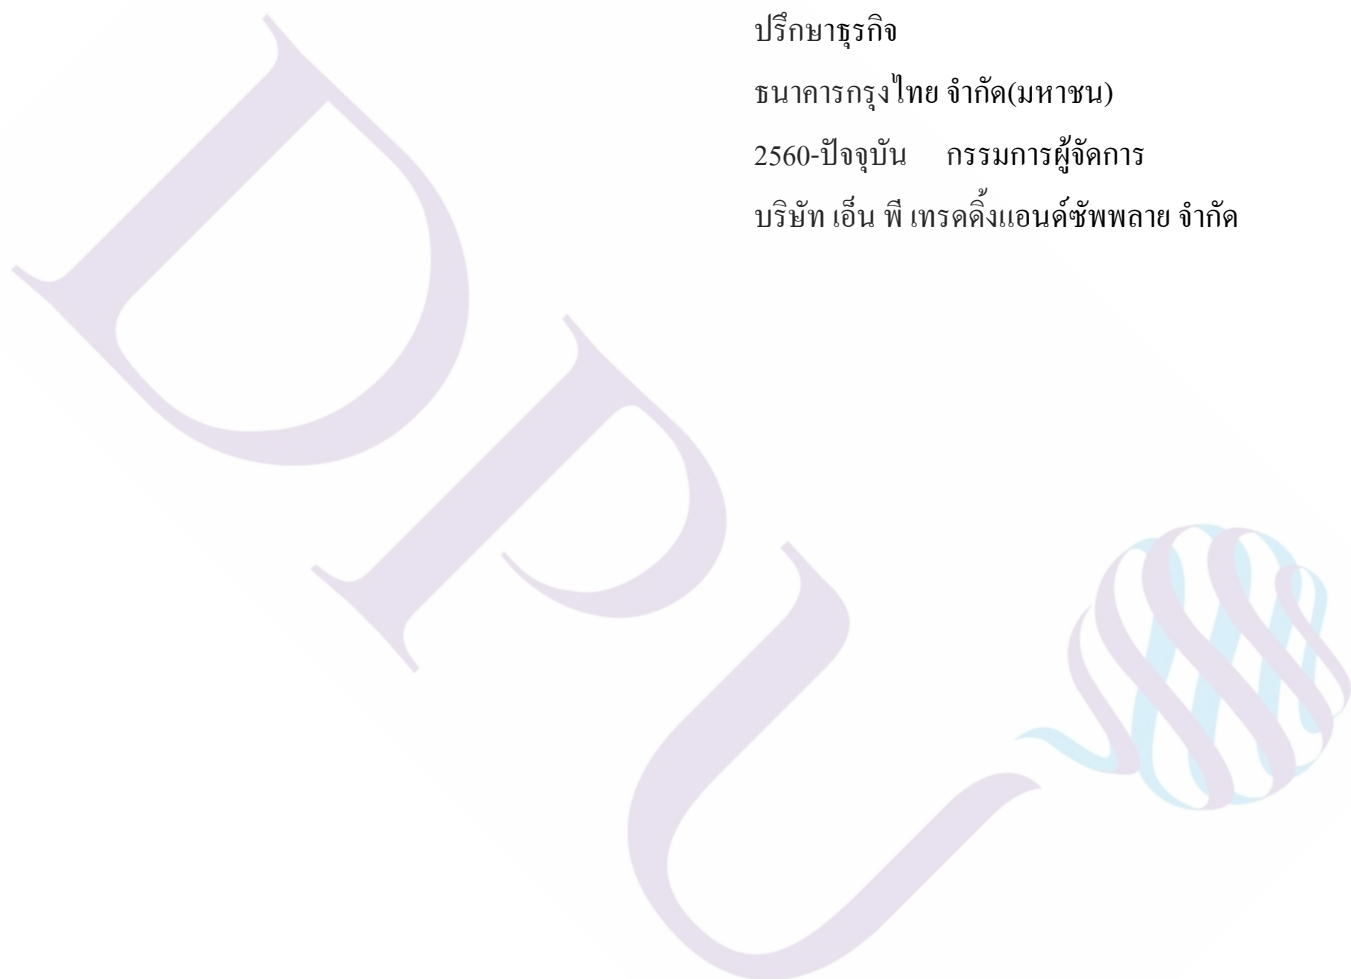 ปรึกษาธุรกิจ
ธนาคารกรุงไทย จำกัด(มหาชน)
2560-ปัจจุบัน กรรมการผู้จัดการ
บริษัท เอ็น พี เทรดดิ้งแอนด์ซัพพลาย จำกัด
DPU